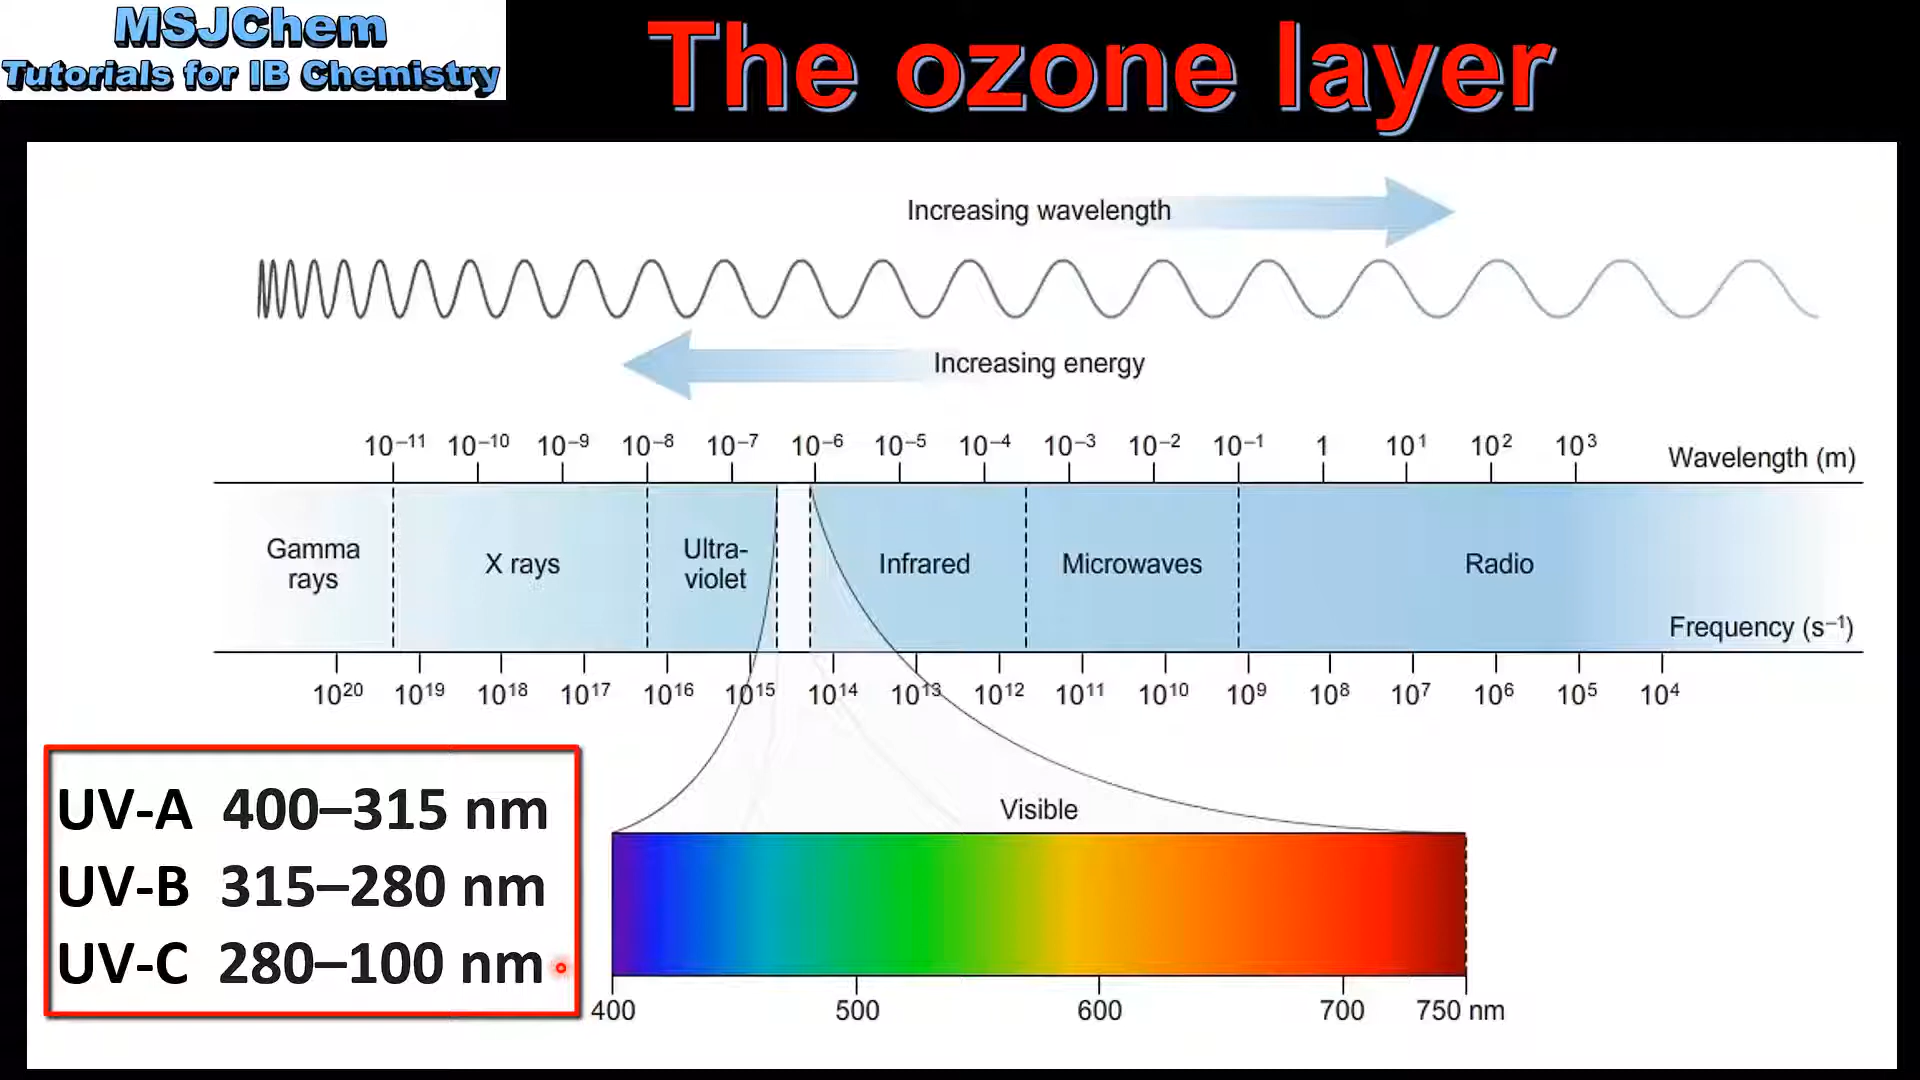 MSJChem
Tutorials for IB Chemistry
The ozone layer
Increasing wavelength
Increasing energy
10⁻¹¹ 10⁻¹⁰ 10⁻⁹ 10⁻⁸ 10⁻⁷ 10⁻⁶ 10⁻⁵ 10⁻⁴ 10⁻³ 10⁻² 10⁻¹ 1 10¹ 10² 10³ Wavelength (m)
Gamma rays
X rays
Ultra-violet
Infrared
Microwaves
Radio
Frequency (s⁻¹)
10²⁰ 10¹⁹ 10¹⁸ 10¹⁷ 10¹⁶ 10¹⁵ 10¹⁴ 10¹³ 10¹² 10¹¹ 10¹⁰ 10⁹ 10⁸ 10⁷ 10⁶ 10⁵ 10⁴
UV-A 400–315 nm
UV-B 315–280 nm
UV-C 280–100 nm
Visible
400 500 600 700 750 nm